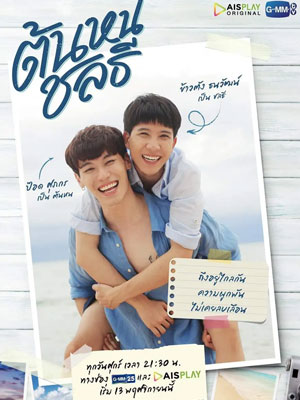 AISPLAY
ORIGINAL
GMM 25
ต้นหน
ชลธี
ข้าวตัง ธนวัฒน์
เป็น ชลธี
ป๊อด ศุภกร
เป็น ต้นหน
ถึงอยู่ไกลกัน
ความผูกพัน
ไม่เคยลบเลือน
ทุกวันศุกร์ เวลา 21:30 น.
ทางช่อง GMM 25 และ AISPLAY
เริ่ม 13 พฤศจิกายนนี้